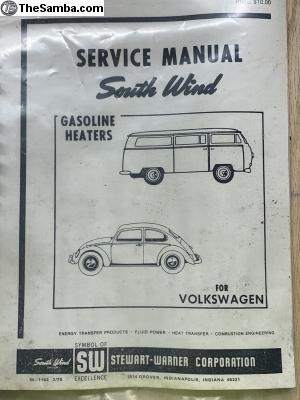 TheSamba.com
PRICE $10.00
SERVICE MANUAL
South Wind
GASOLINE
HEATERS
FOR
VOLKSWAGEN
ENERGY TRANSFER PRODUCTS • FLUID POWER • HEAT TRANSFER • COMBUSTION ENGINEERING
South Wind
SYMBOL OF
SW
EXCELLENCE
STEWART-WARNER CORPORATION
1514 DROVER, INDIANAPOLIS, INDIANA 46221